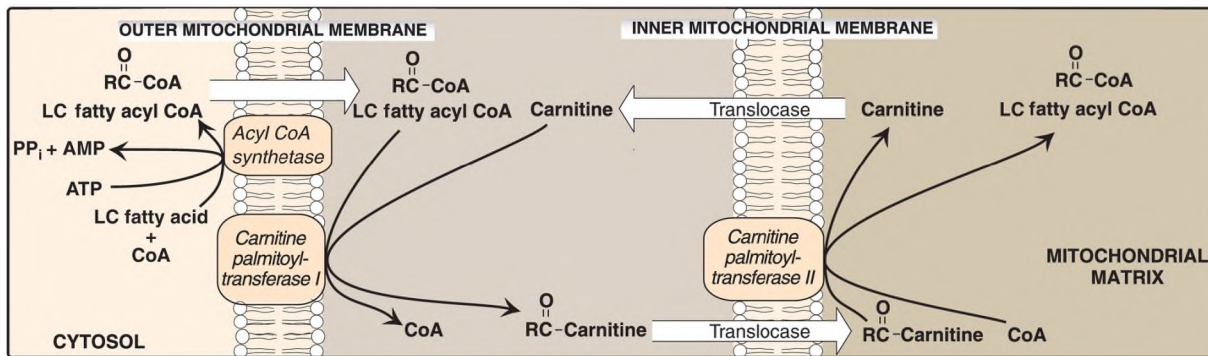 OUTER MITOCHONDRIAL MEMBRANE
INNER MITOCHONDRIAL MEMBRANE
O
RC–CoA
LC fatty acyl CoA
PPi + AMP
ATP
LC fatty acid
+
CoA
CYTOSOL
Acyl CoA
synthetase
Carnitine
palmitoyl-
transferase I
O
RC–CoA
LC fatty acyl CoA
Carnitine
Translocase
Carnitine
CoA
O
RC–Carnitine
Translocase
Carnitine
palmitoyl-
transferase II
O
RC–CoA
LC fatty acyl CoA
MITOCHONDRIAL
MATRIX
O
RC–Carnitine
CoA